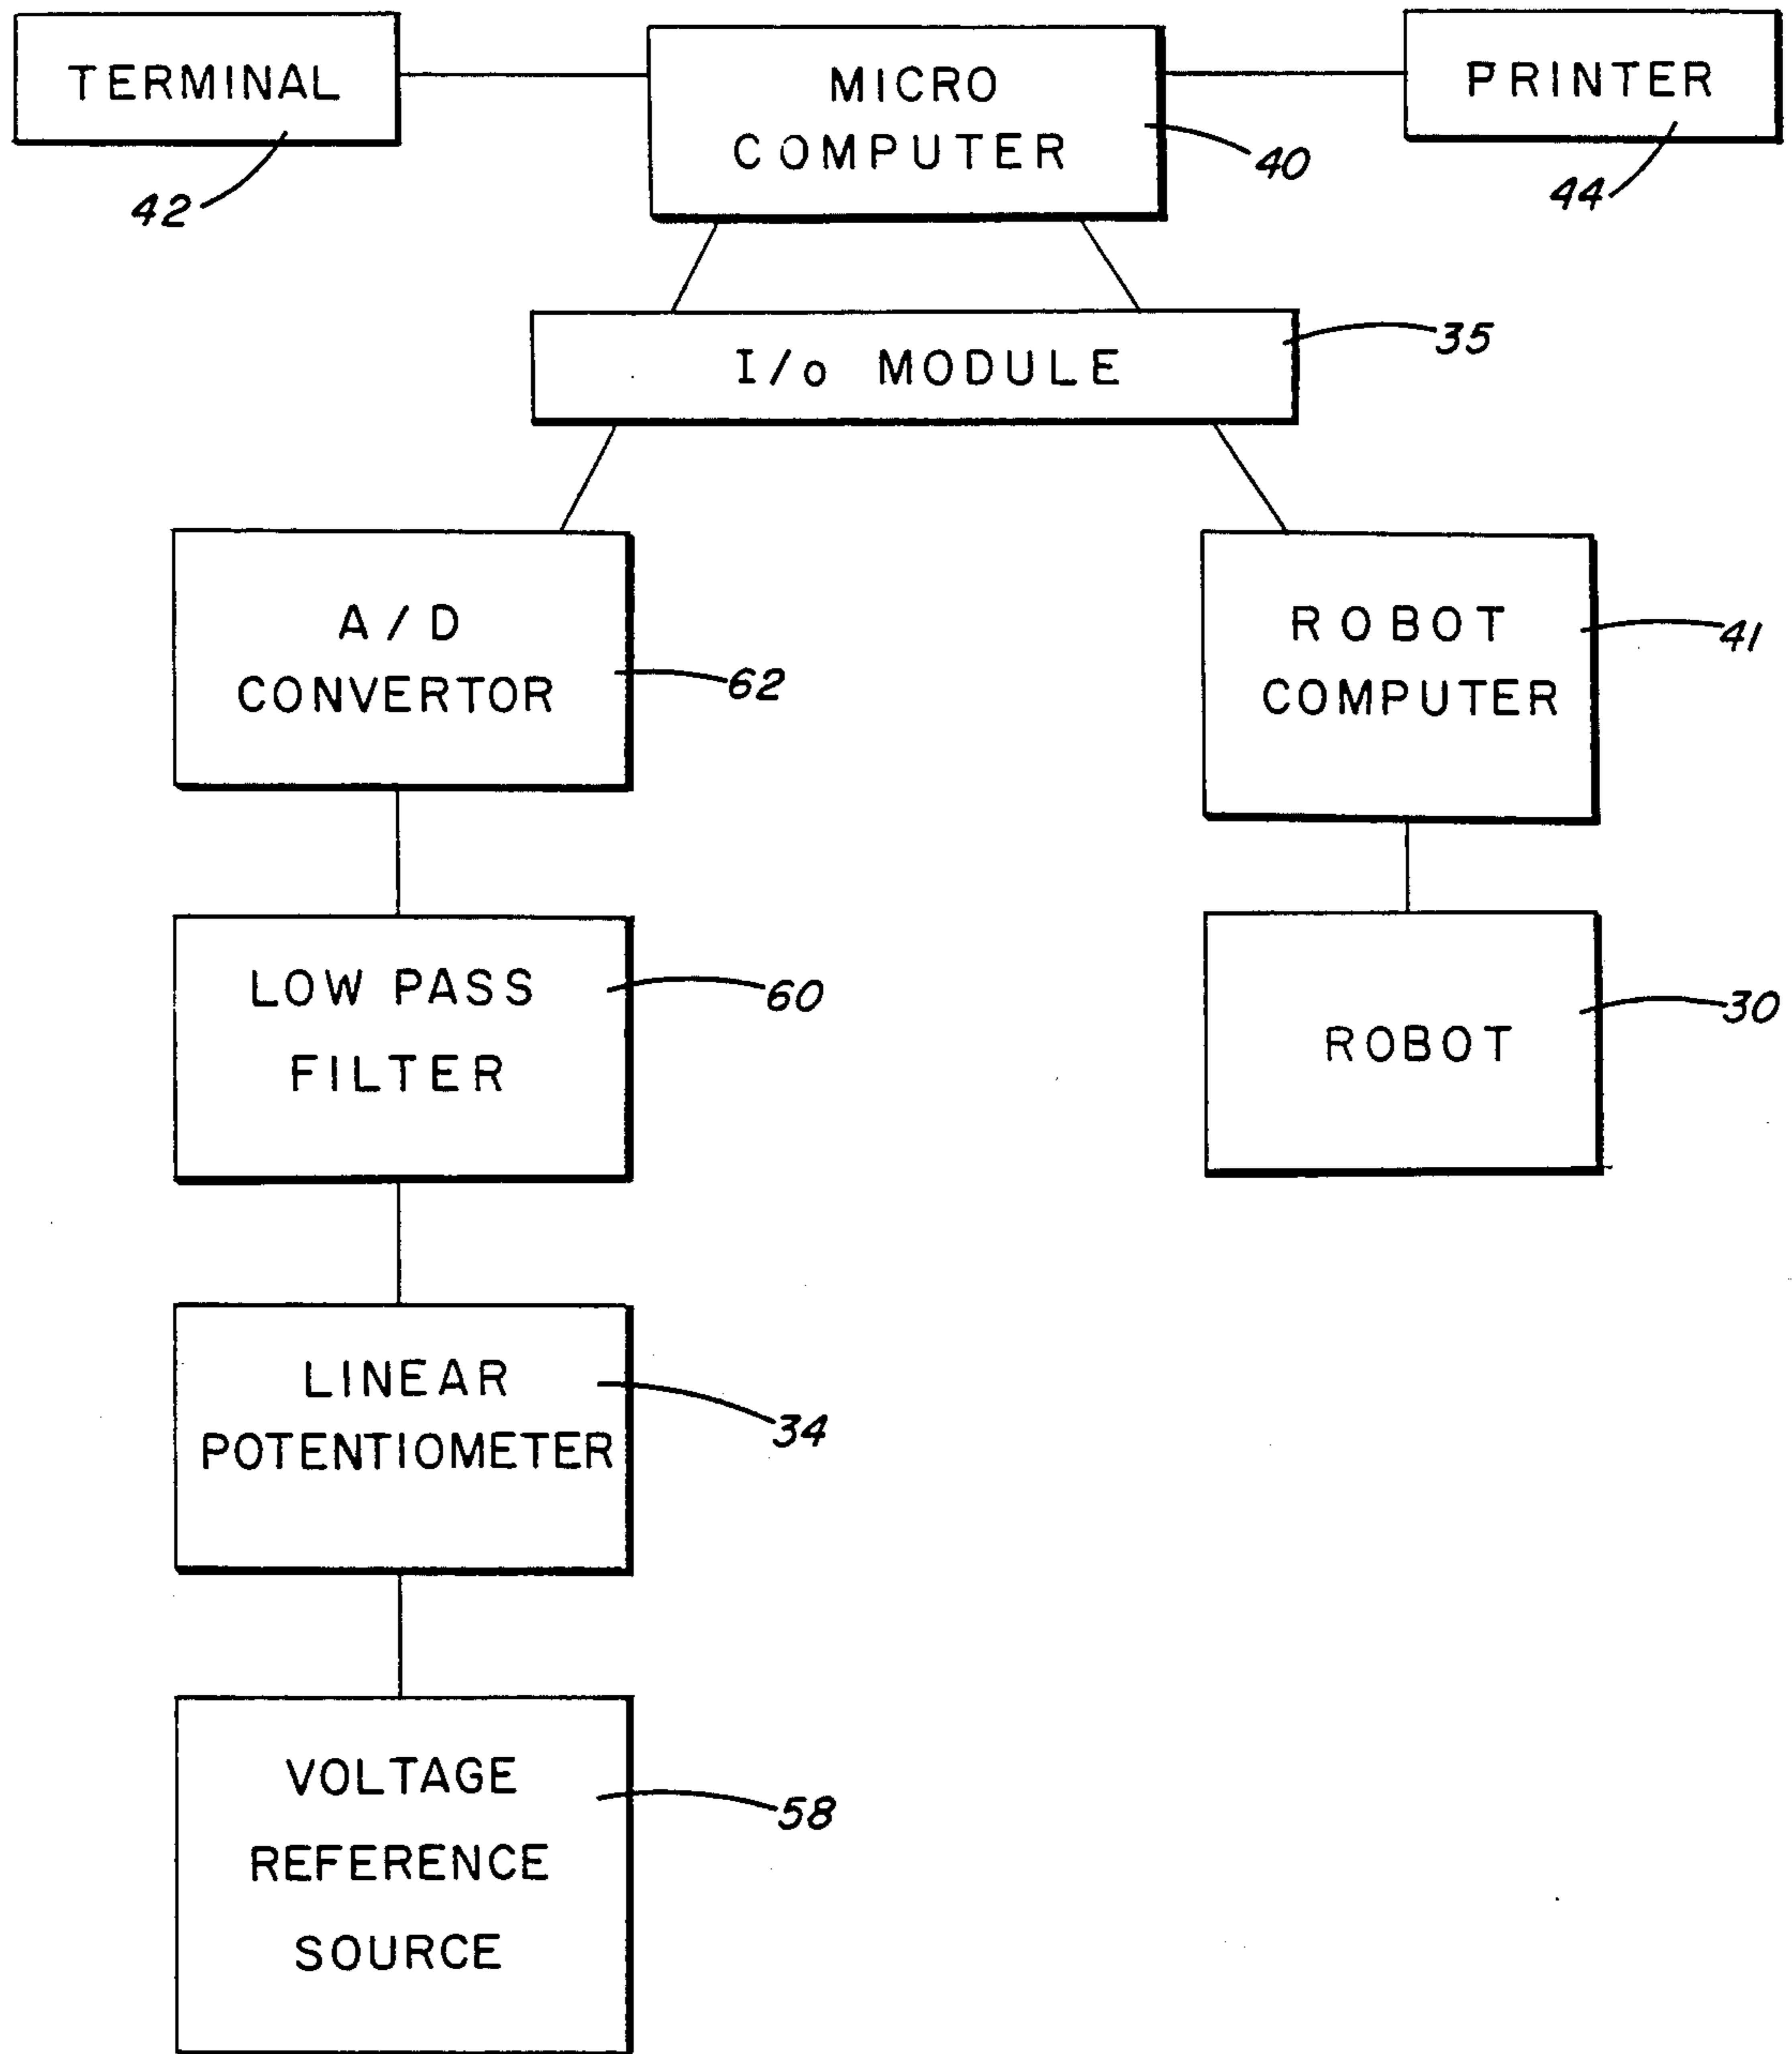 TERMINAL
42
MICRO
COMPUTER
40
PRINTER
44
I/o MODULE
35
A/D
CONVERTOR
62
ROBOT
COMPUTER
41
LOW PASS
FILTER
60
ROBOT
30
LINEAR
POTENTIOMETER
34
VOLTAGE
REFERENCE
SOURCE
58